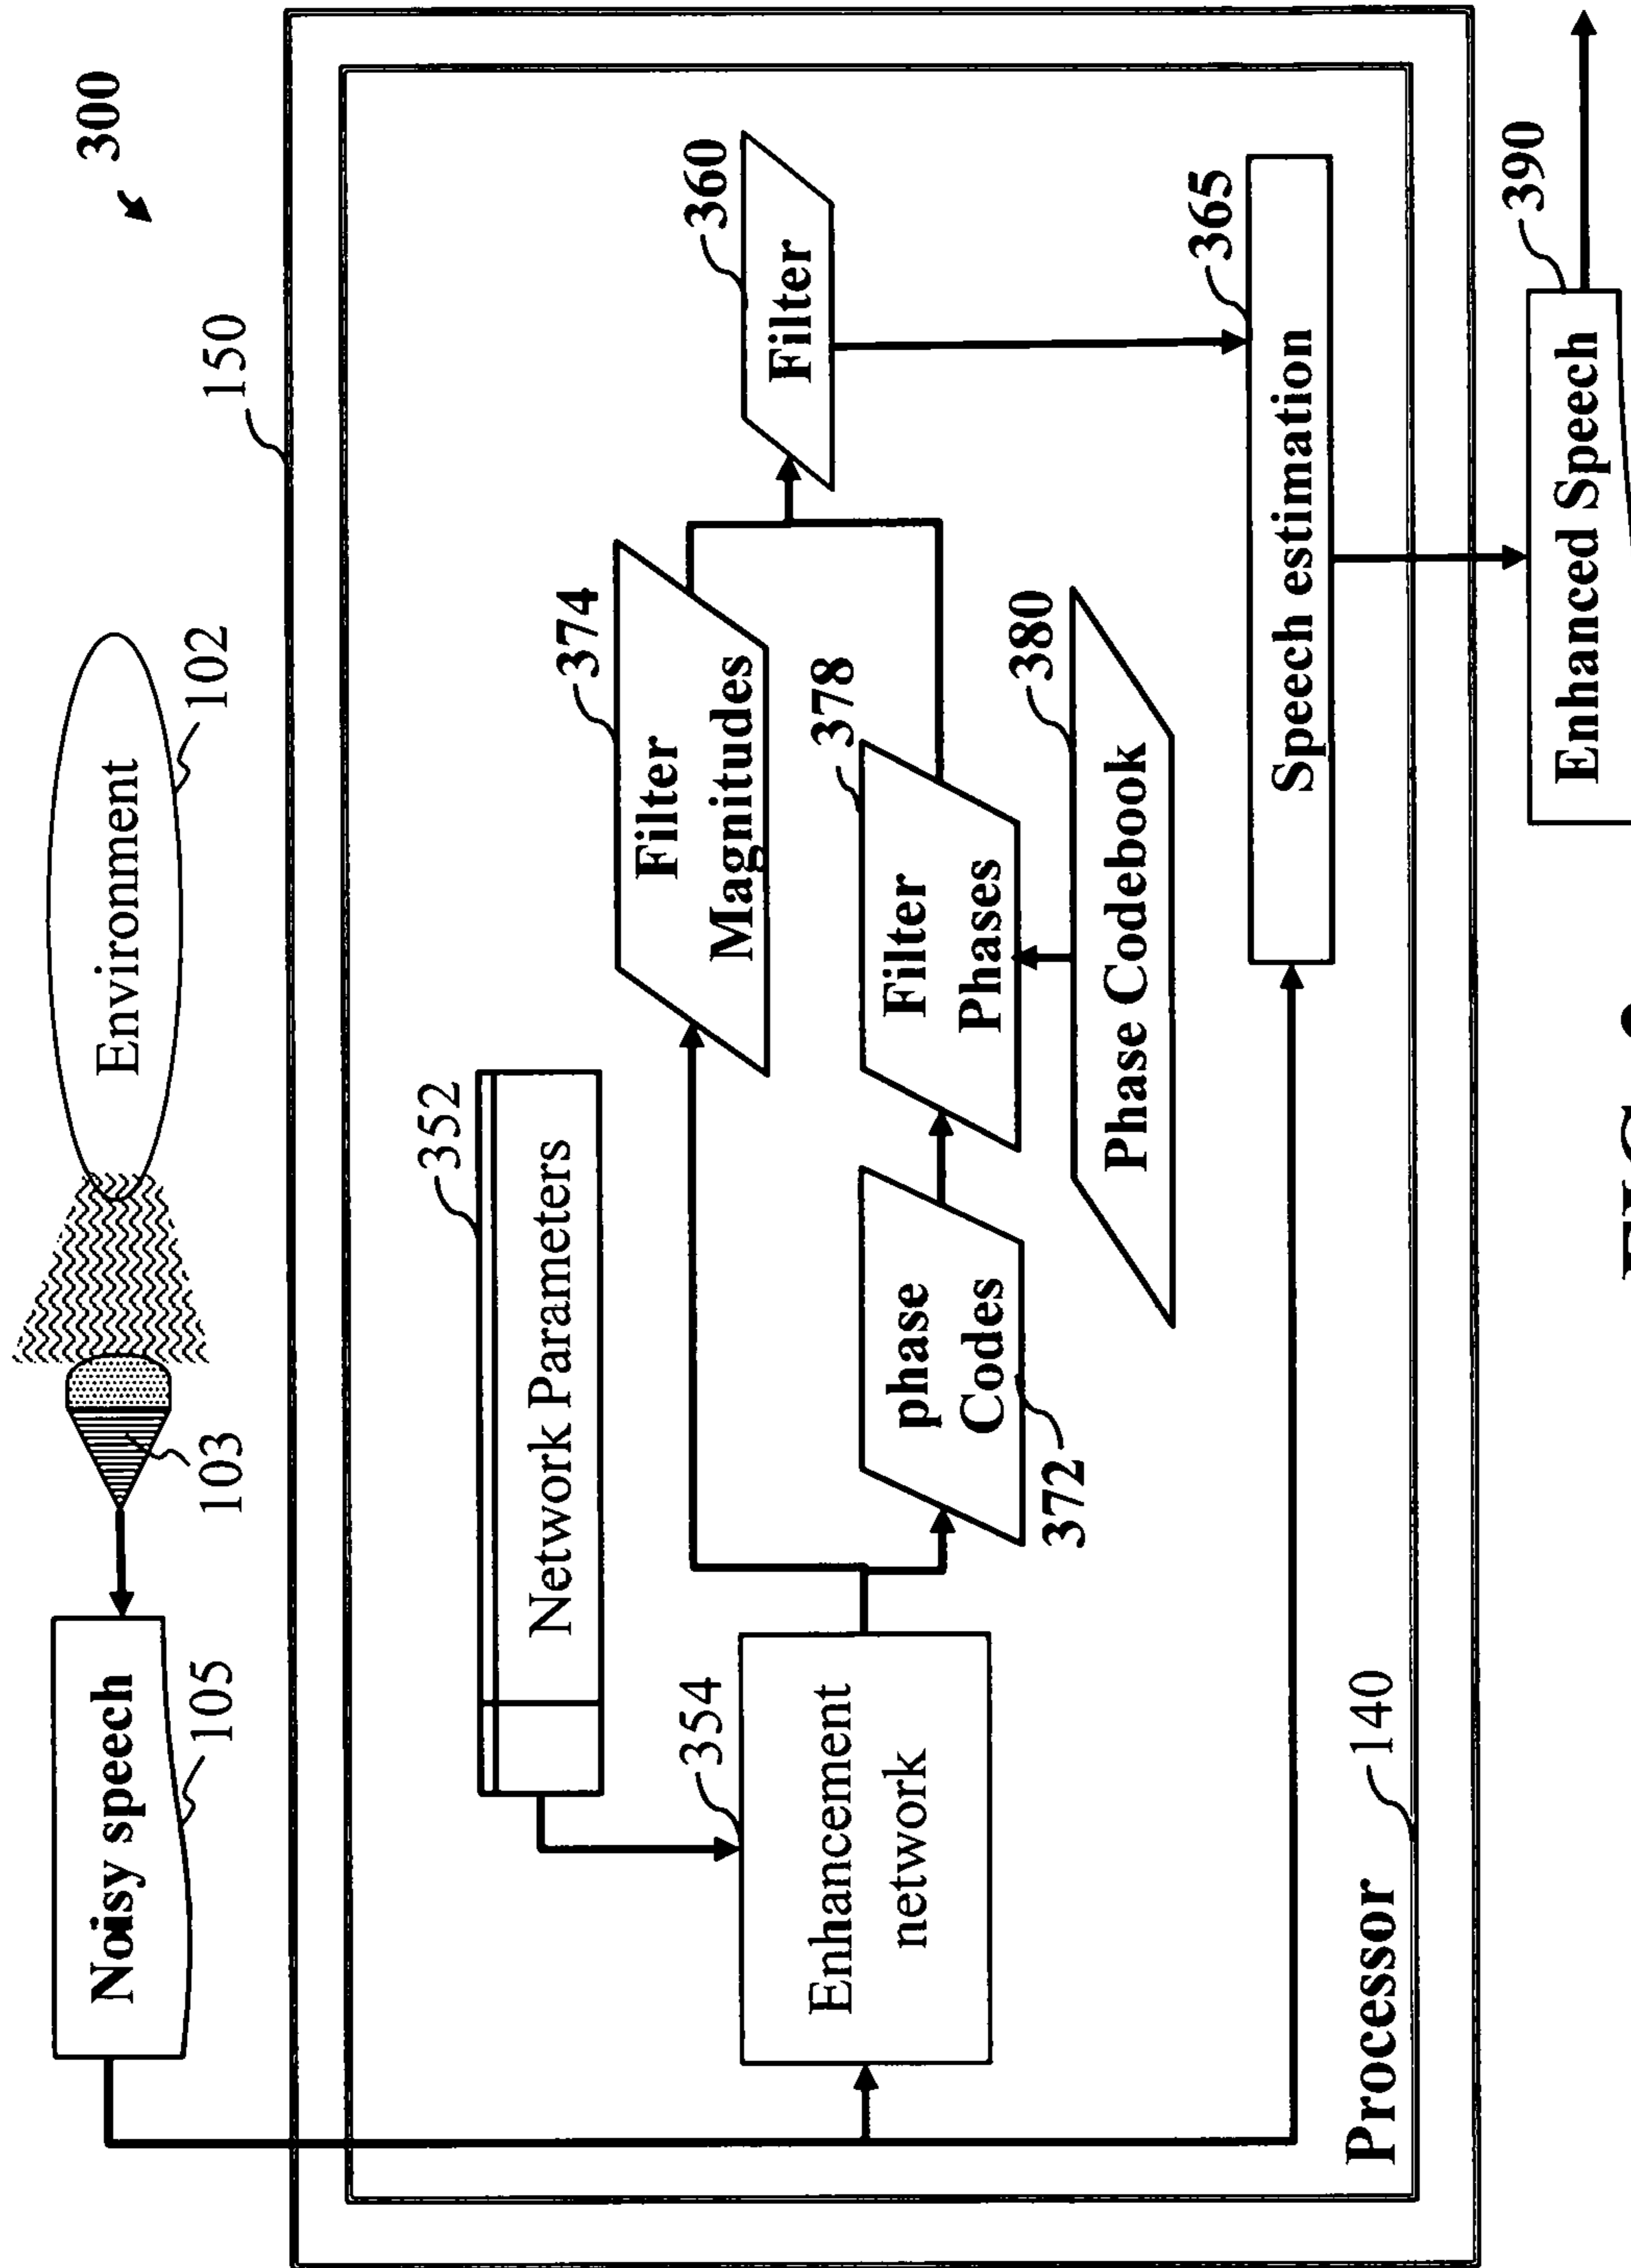 300
Environment
102
103
Noisy speech
105
150
352
Network Parameters
354
Enhancement
network
374
Filter
Magnitudes
360
Filter
378
Filter
Phases
phase
Codes
372
380
Phase Codebook
365
Speech estimation
Processor
140
390
Enhanced Speech